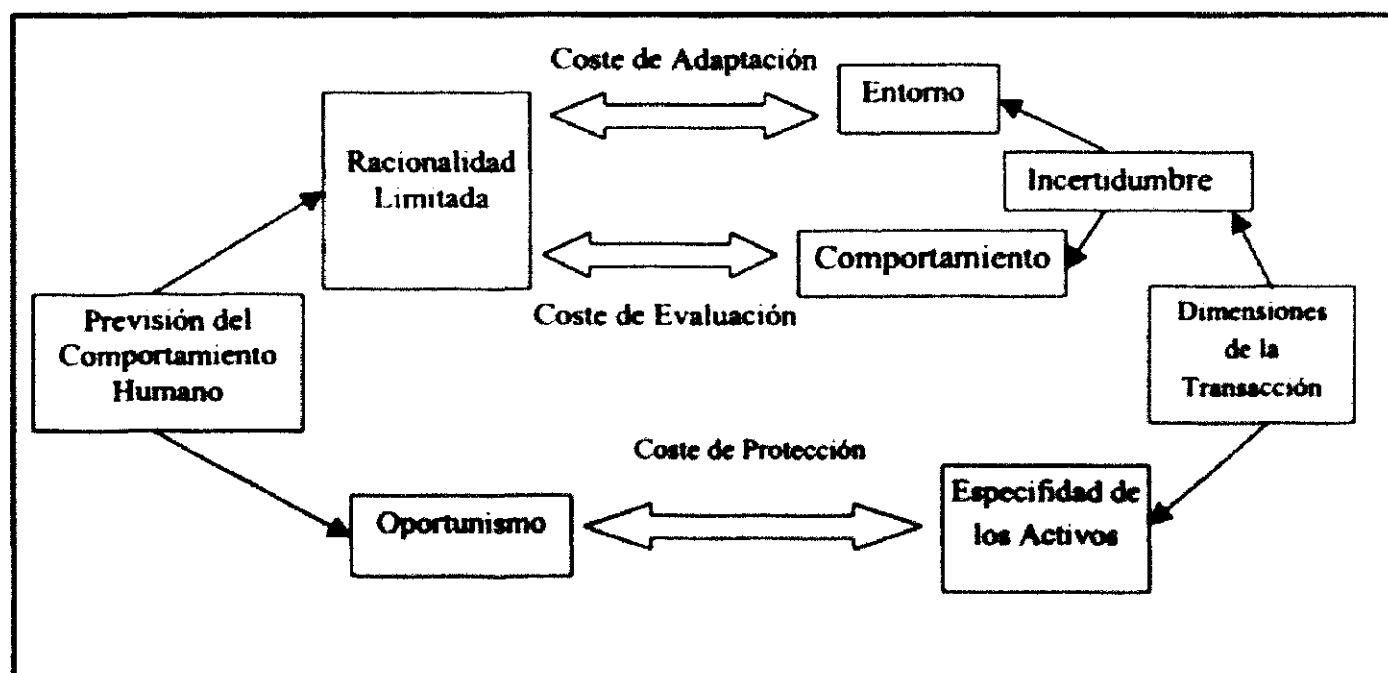 Coste de Adaptación
Entorno
Racionalidad
Limitada
Incertidumbre
Comportamiento
Coste de Evaluación
Previsión del
Comportamiento
Humano
Dimensiones
de la
Transacción
Coste de Protección
Oportunismo
Especifidad de
los Activos